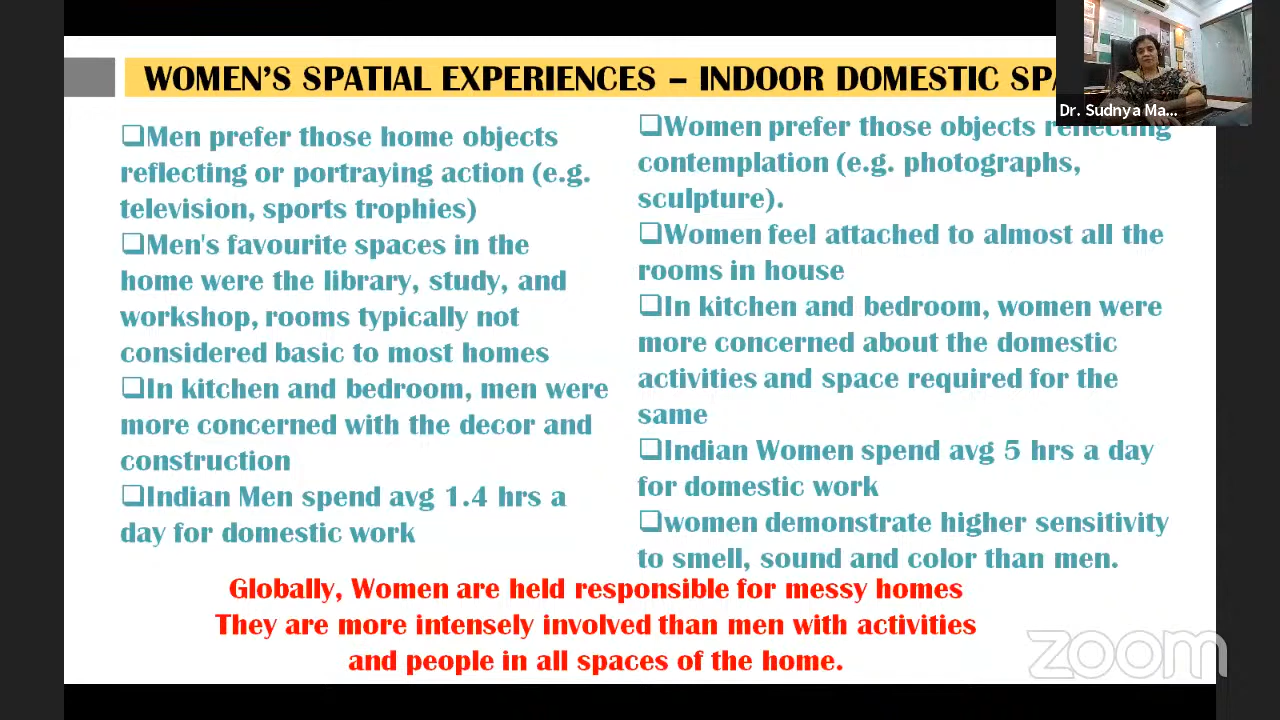 WOMEN'S SPATIAL EXPERIENCES – INDOOR DOMESTIC
Dr. Sudnya Ma...
❑Men prefer those home objects
reflecting or portraying action (e.g.
television, sports trophies)
❑Men's favourite spaces in the
home were the library, study, and
workshop, rooms typically not
considered basic to most homes
❑In kitchen and bedroom, men were
more concerned with the decor and
construction
❑Indian Men spend avg 1.4 hrs a
day for domestic work
❑Women prefer those objects reflecting
contemplation (e.g. photographs,
sculpture).
❑Women feel attached to almost all the
rooms in house
❑In kitchen and bedroom, women were
more concerned about the domestic
activities and space required for the
same
❑Indian Women spend avg 5 hrs a day
for domestic work
❑women demonstrate higher sensitivity
to smell, sound and color than men.
Globally, Women are held responsible for messy homes
They are more intensely involved than men with activities
and people in all spaces of the home.
zoom